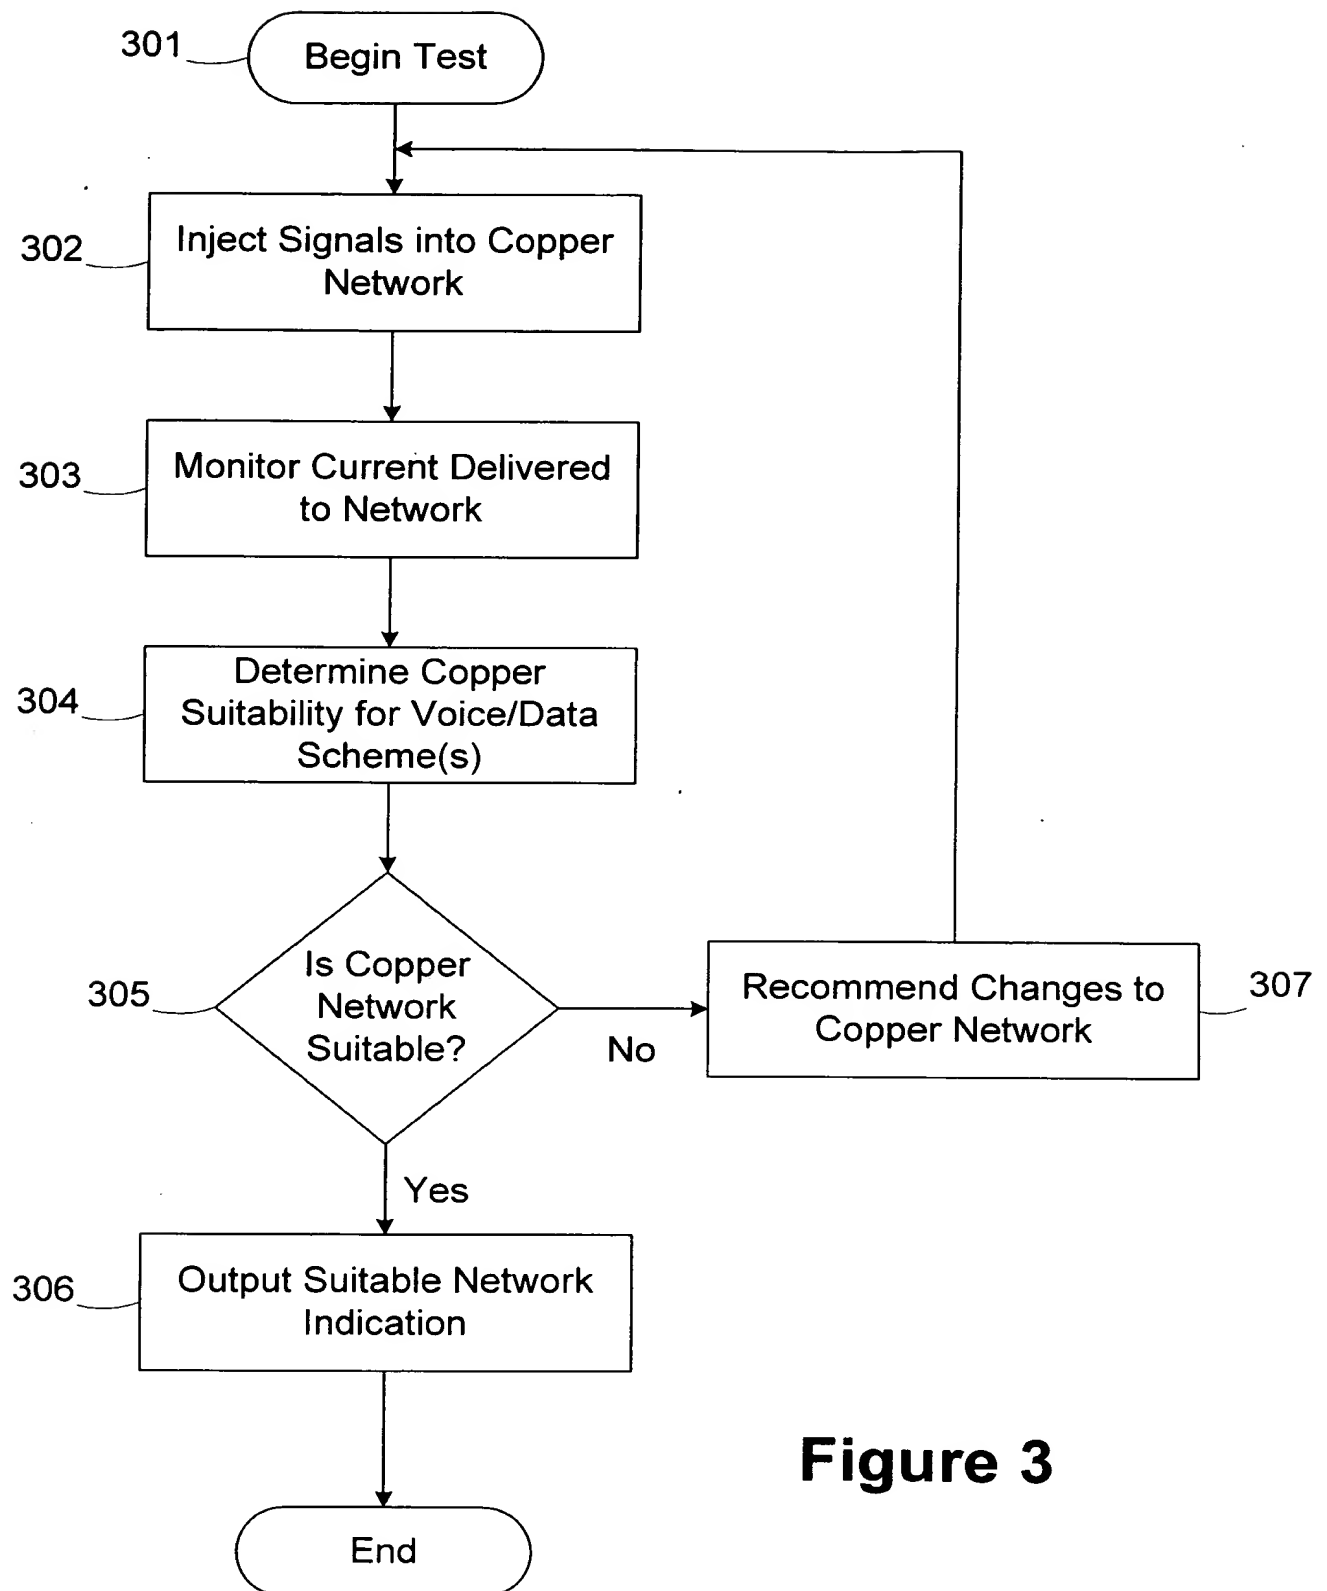 301
Begin Test
302
Inject Signals into Copper
Network
303
Monitor Current Delivered
to Network
304
Determine Copper
Suitability for Voice/Data
Scheme(s)
305
Is Copper
Network
Suitable?
No
Recommend Changes to
Copper Network
307
Yes
306
Output Suitable Network
Indication
Figure 3
End